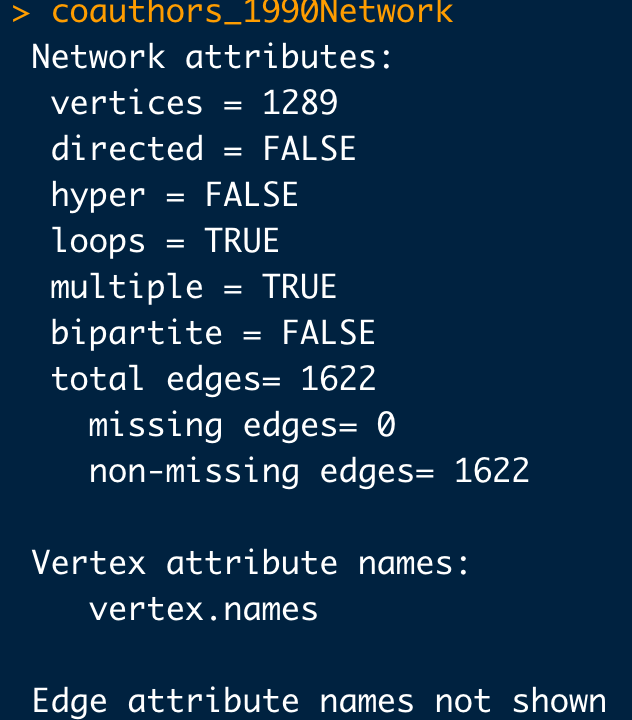 > coauthors_1990Network
Network attributes:
vertices = 1289
directed = FALSE
hyper = FALSE
loops = TRUE
multiple = TRUE
bipartite = FALSE
total edges= 1622
missing edges= 0
non-missing edges= 1622
Vertex attribute names:
vertex.names
Edge attribute names not shown